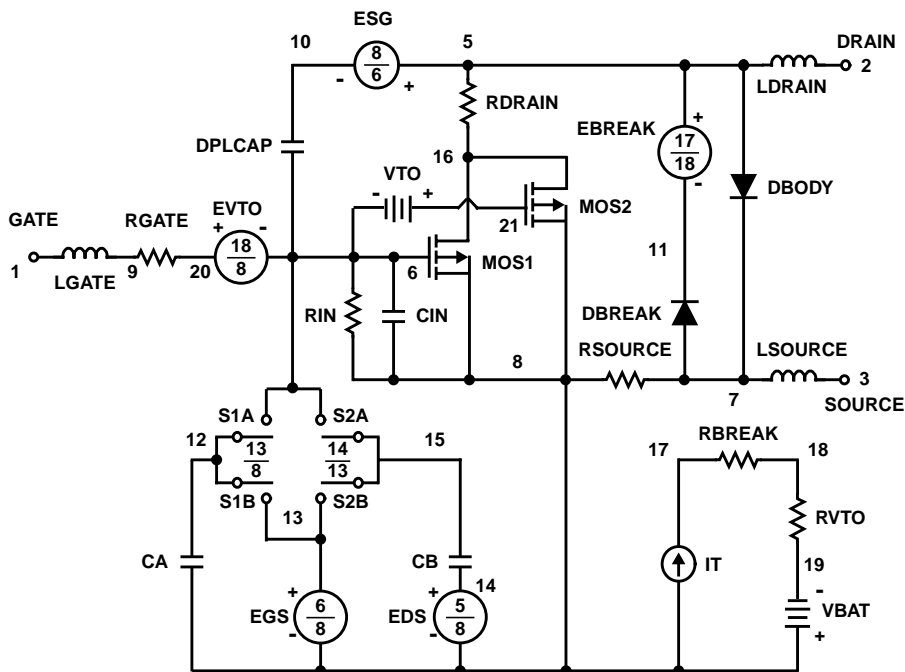 ESG
10
8
6
5
-
+
DRAIN
2
LDRAIN
RDRAIN
EBREAK
+
17
18
-
DPLCAP
16
VTO
-
+
DBODY
MOS2
21
GATE
1
LGATE
RGATE
9
20
EVTO
+
-
18
8
6
MOS1
11
RIN
CIN
DBREAK
8
RSOURCE
LSOURCE
3
7
SOURCE
S1A
S2A
12
13
8
14
13
15
S1B
S2B
13
17
RBREAK
18
RVTO
CA
CB
IT
19
-
VBAT
+
+
6
8
EGS
-
+
14
5
8
EDS
-